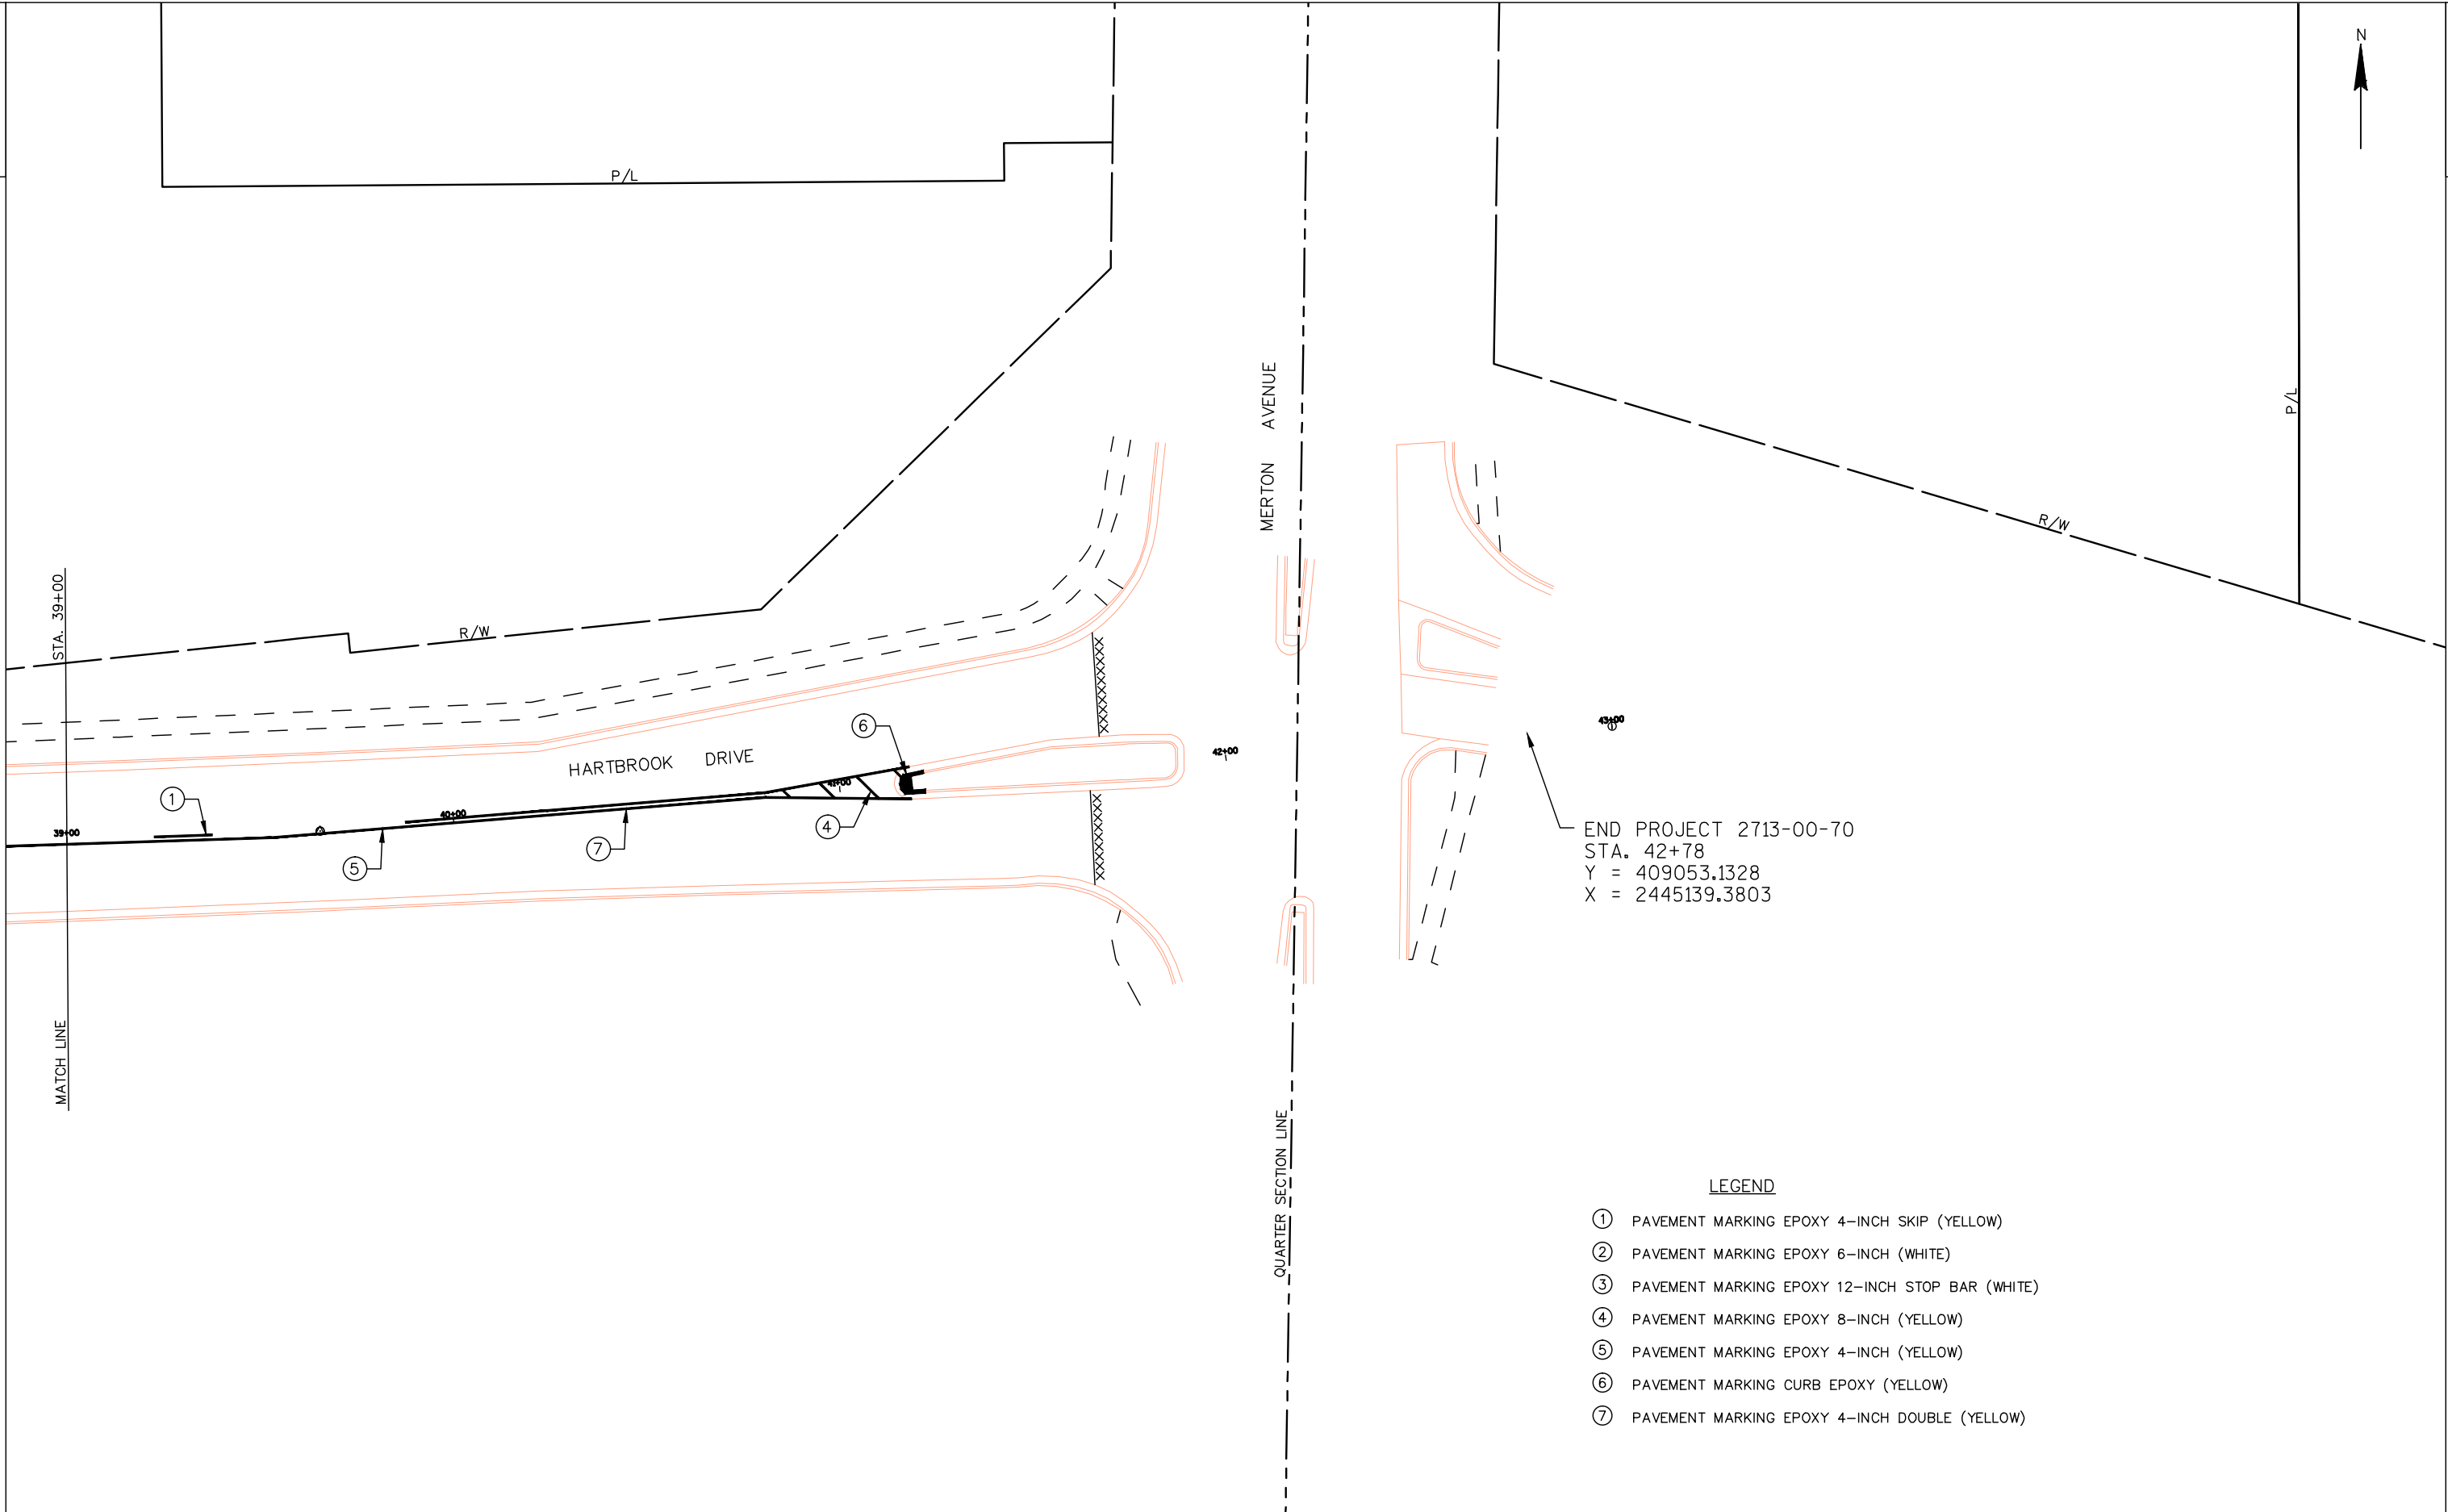 N
P/L
MERTON AVENUE
P/L
R/W
STA. 39+00
R/W
43+00
6
42+00
HARTBROOK DRIVE
41+00
1
40+00
4
39+00
7
5
END PROJECT 2713-00-70
STA. 42+78
Y = 409053.1328
X = 2445139.3803
MATCH LINE
QUARTER SECTION LINE
LEGEND
1 PAVEMENT MARKING EPOXY 4-INCH SKIP (YELLOW)
2 PAVEMENT MARKING EPOXY 6-INCH (WHITE)
3 PAVEMENT MARKING EPOXY 12-INCH STOP BAR (WHITE)
4 PAVEMENT MARKING EPOXY 8-INCH (YELLOW)
5 PAVEMENT MARKING EPOXY 4-INCH (YELLOW)
6 PAVEMENT MARKING CURB EPOXY (YELLOW)
7 PAVEMENT MARKING EPOXY 4-INCH DOUBLE (YELLOW)